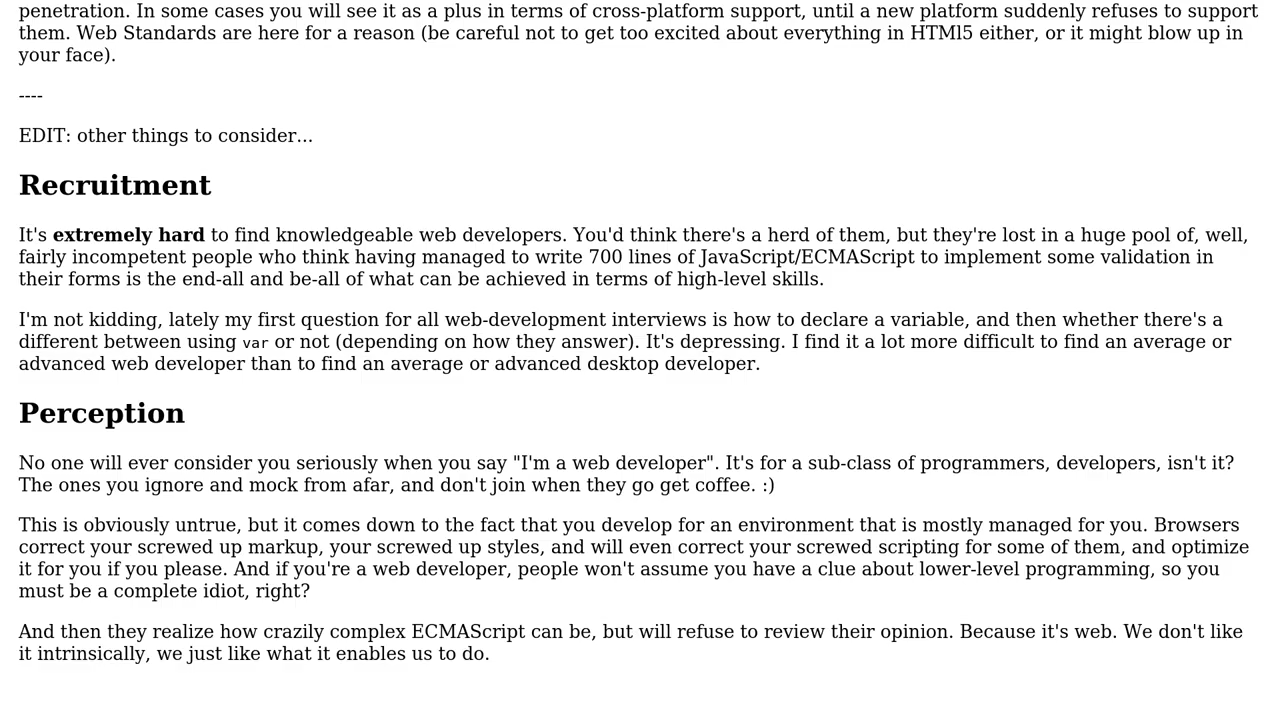 penetration. In some cases you will see it as a plus in terms of cross-platform support, until a new platform suddenly refuses to support
them. Web Standards are here for a reason (be careful not to get too excited about everything in HTMl5 either, or it might blow up in
your face).
----
EDIT: other things to consider...
Recruitment
It's extremely hard to find knowledgeable web developers. You'd think there's a herd of them, but they're lost in a huge pool of, well,
fairly incompetent people who think having managed to write 700 lines of JavaScript/ECMAScript to implement some validation in
their forms is the end-all and be-all of what can be achieved in terms of high-level skills.
I'm not kidding, lately my first question for all web-development interviews is how to declare a variable, and then whether there's a
different between using var or not (depending on how they answer). It's depressing. I find it a lot more difficult to find an average or
advanced web developer than to find an average or advanced desktop developer.
Perception
No one will ever consider you seriously when you say "I'm a web developer". It's for a sub-class of programmers, developers, isn't it?
The ones you ignore and mock from afar, and don't join when they go get coffee. :)
This is obviously untrue, but it comes down to the fact that you develop for an environment that is mostly managed for you. Browsers
correct your screwed up markup, your screwed up styles, and will even correct your screwed scripting for some of them, and optimize
it for you if you please. And if you're a web developer, people won't assume you have a clue about lower-level programming, so you
must be a complete idiot, right?
And then they realize how crazily complex ECMAScript can be, but will refuse to review their opinion. Because it's web. We don't like
it intrinsically, we just like what it enables us to do.